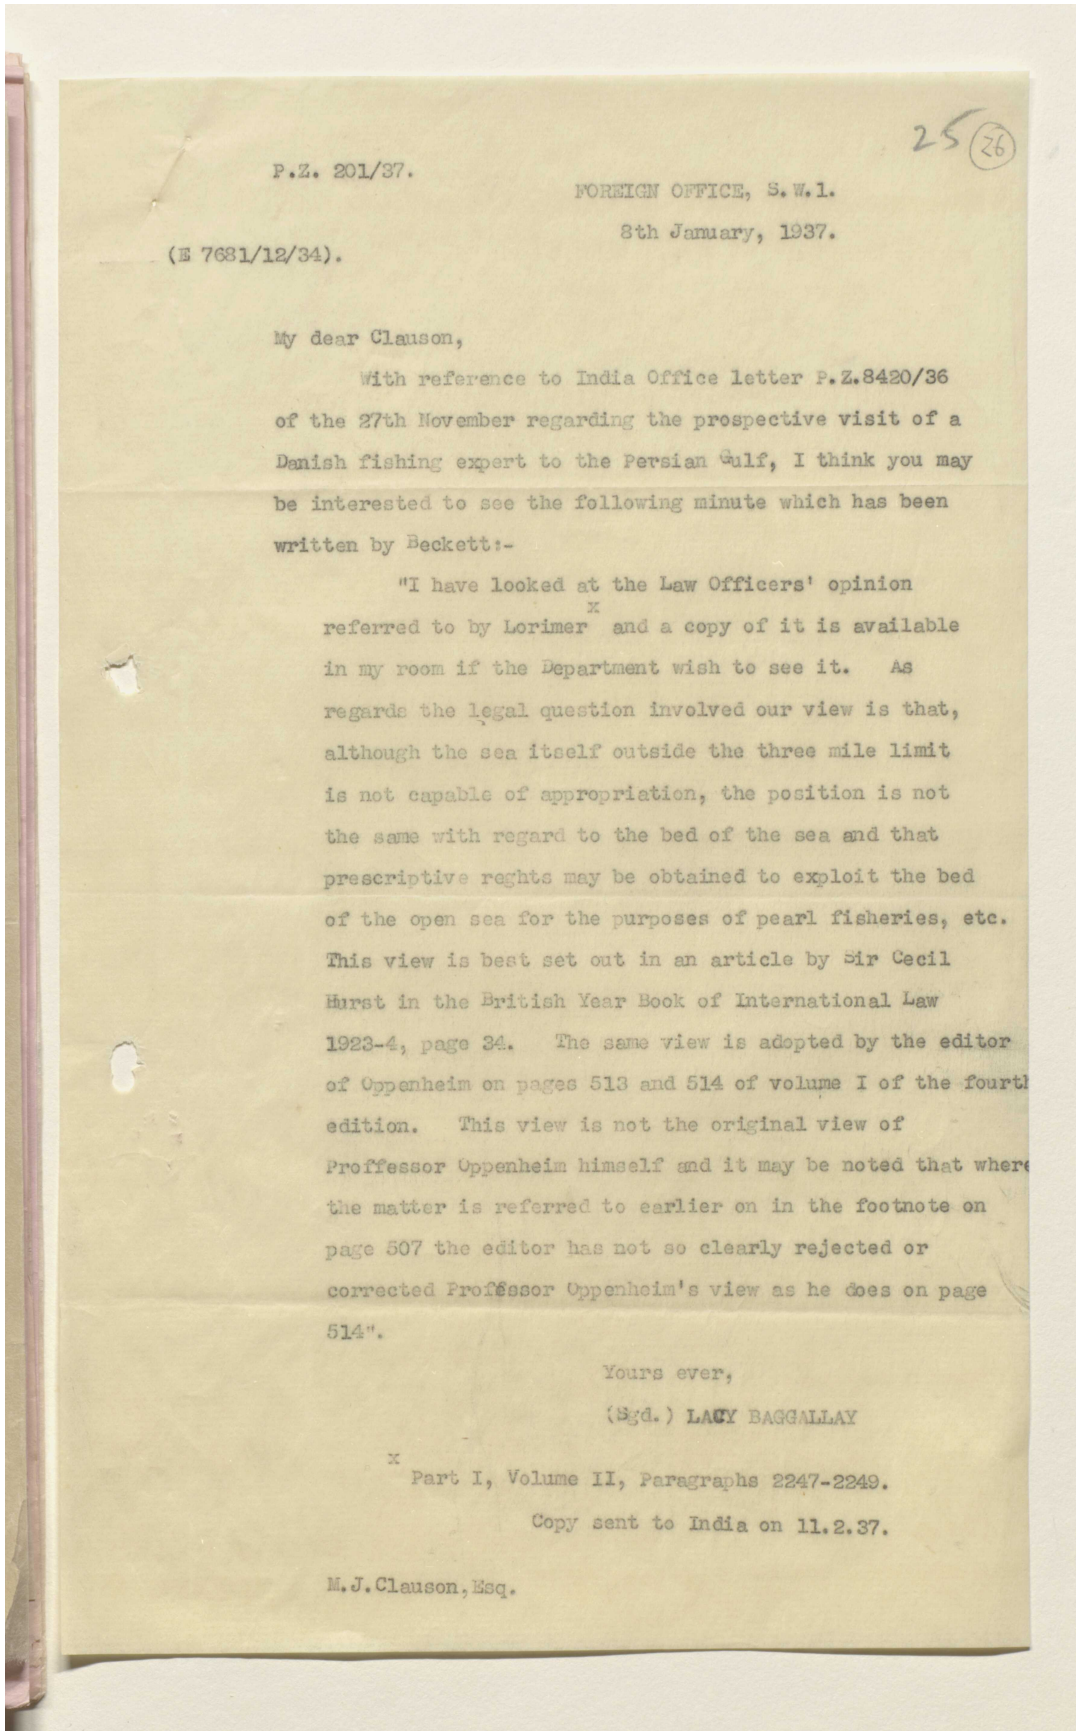 25 26
P.Z. 201/37.
FOREIGN OFFICE, S.W.1.
8th January, 1937.
(E 7681/12/34).
My dear Clauson,
With reference to India Office letter P.Z.8420/36
of the 27th November regarding the prospective visit of a
Danish fishing expert to the Persian Gulf, I think you may
be interested to see the following minute which has been
written by Beckett:-
"I have looked at the Law Officers' opinion
referred to by Lorimer x and a copy of it is available
in my room if the Department wish to see it. As
regards the legal question involved our view is that,
although the sea itself outside the three mile limit
is not capable of appropriation, the position is not
the same with regard to the bed of the sea and that
prescriptive reghts may be obtained to exploit the bed
of the open sea for the purposes of pearl fisheries, etc.
This view is best set out in an article by Sir Cecil
Hurst in the British Year Book of International Law
1923-4, page 34. The same view is adopted by the editor
of Oppenheim on pages 513 and 514 of volume I of the fourth
edition. This view is not the original view of
Proffessor Oppenheim himself and it may be noted that where
the matter is referred to earlier on in the footnote on
page 507 the editor has not so clearly rejected or
corrected Proffessor Oppenheim's view as he does on page
514".
Yours ever,
(Sgd.) LACY BAGGALLAY
x
Part I, Volume II, Paragraphs 2247-2249.
Copy sent to India on 11.2.37.
M.J.Clauson,Esq.